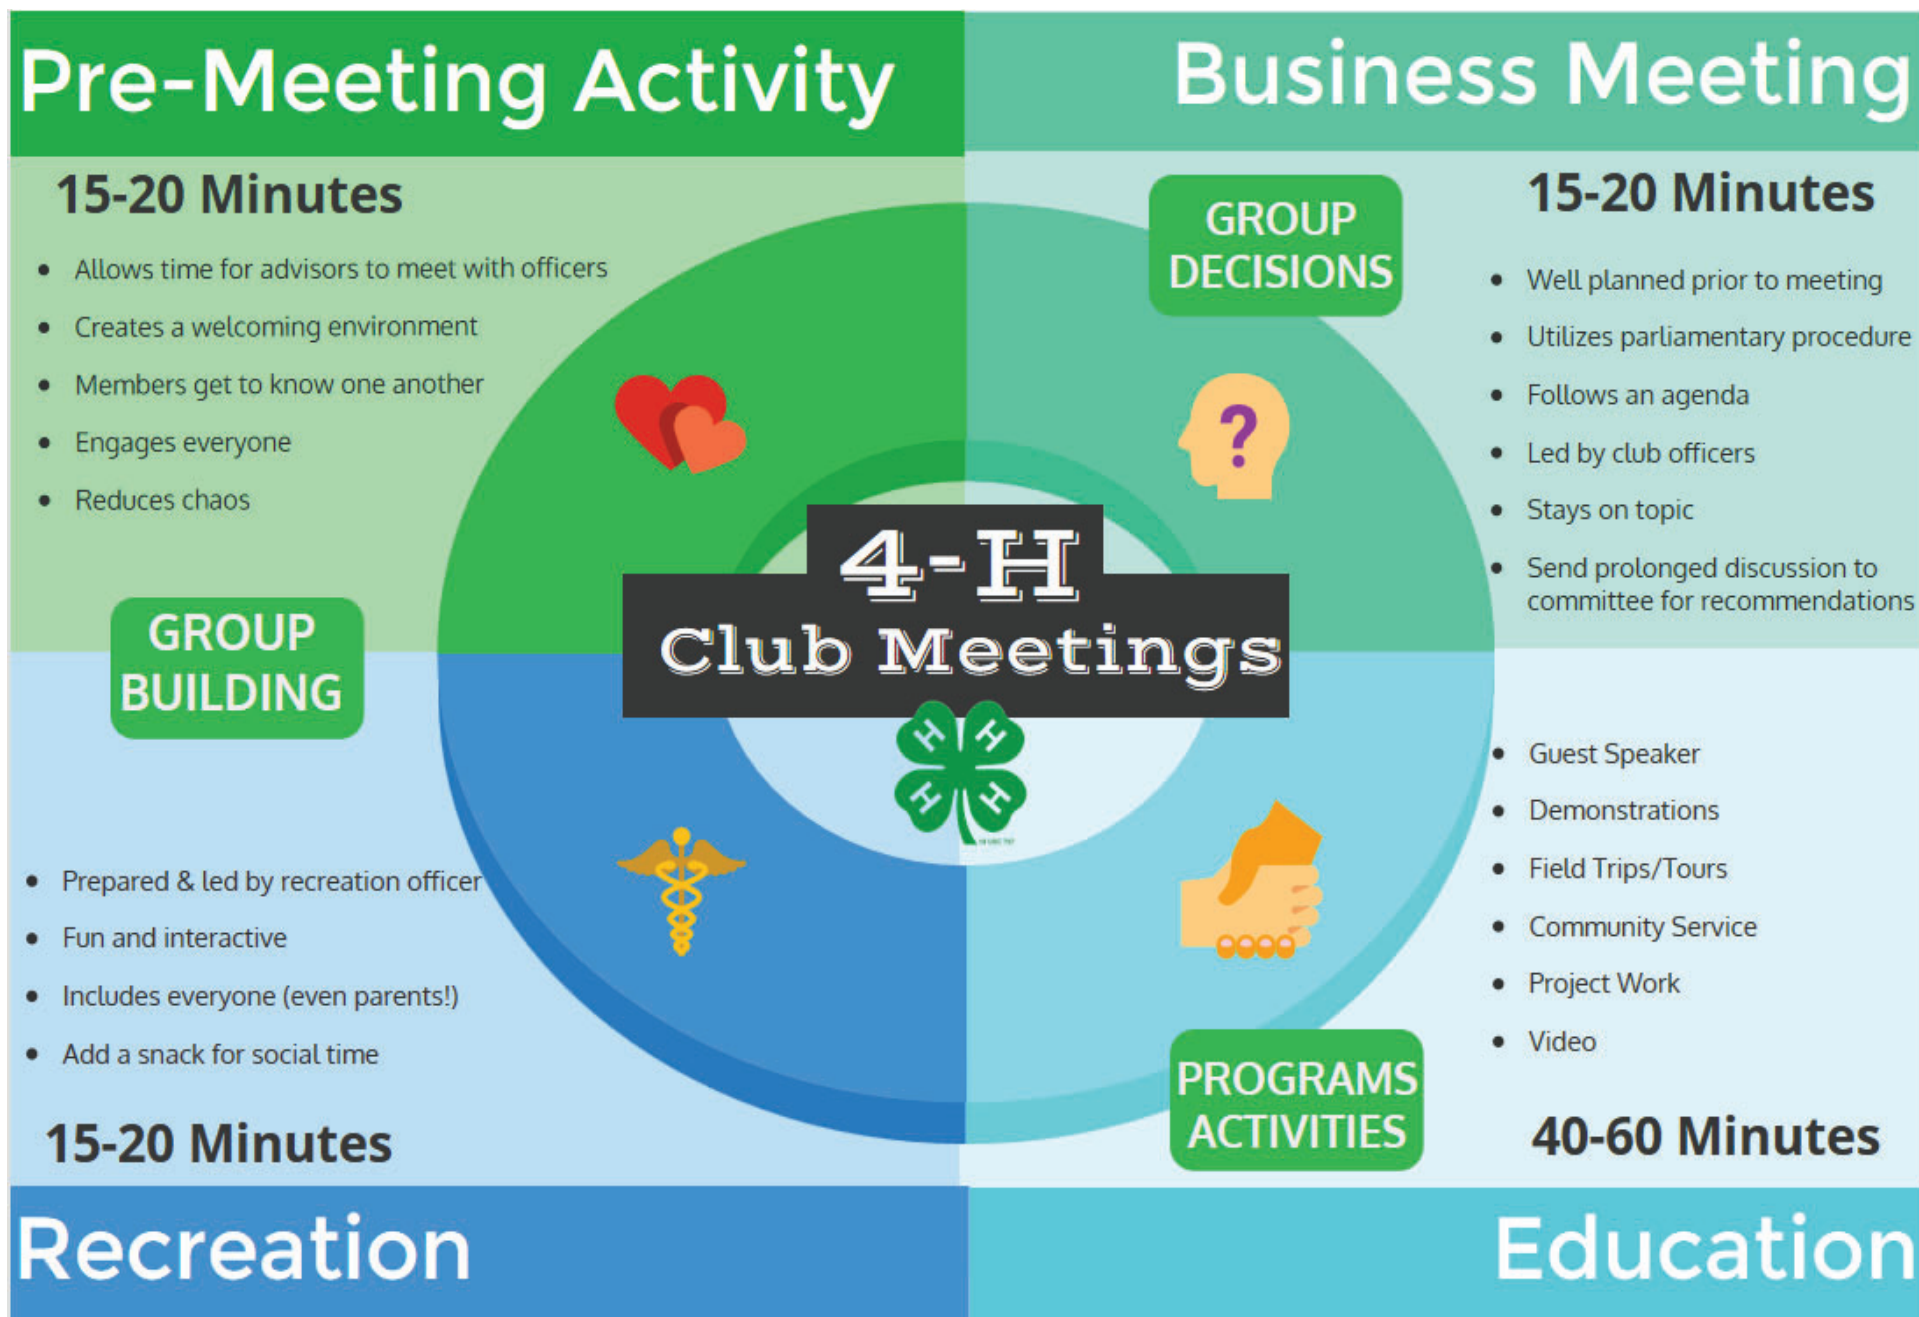 Pre-Meeting Activity
15-20 Minutes
• Allows time for advisors to meet with officers
• Creates a welcoming environment
• Members get to know one another
• Engages everyone
• Reduces chaos
GROUP
BUILDING
Business Meeting
GROUP
DECISIONS
15-20 Minutes
• Well planned prior to meeting
• Utilizes parliamentary procedure
• Follows an agenda
• Led by club officers
• Stays on topic
• Send prolonged discussion to
committee for recommendations
?
4-H
Club Meetings
H H
H H
• Prepared & led by recreation officer
• Fun and interactive
• Includes everyone (even parents!)
• Add a snack for social time
15-20 Minutes
Recreation
• Guest Speaker
• Demonstrations
• Field Trips/Tours
• Community Service
• Project Work
• Video
PROGRAMS
ACTIVITIES
40-60 Minutes
Education